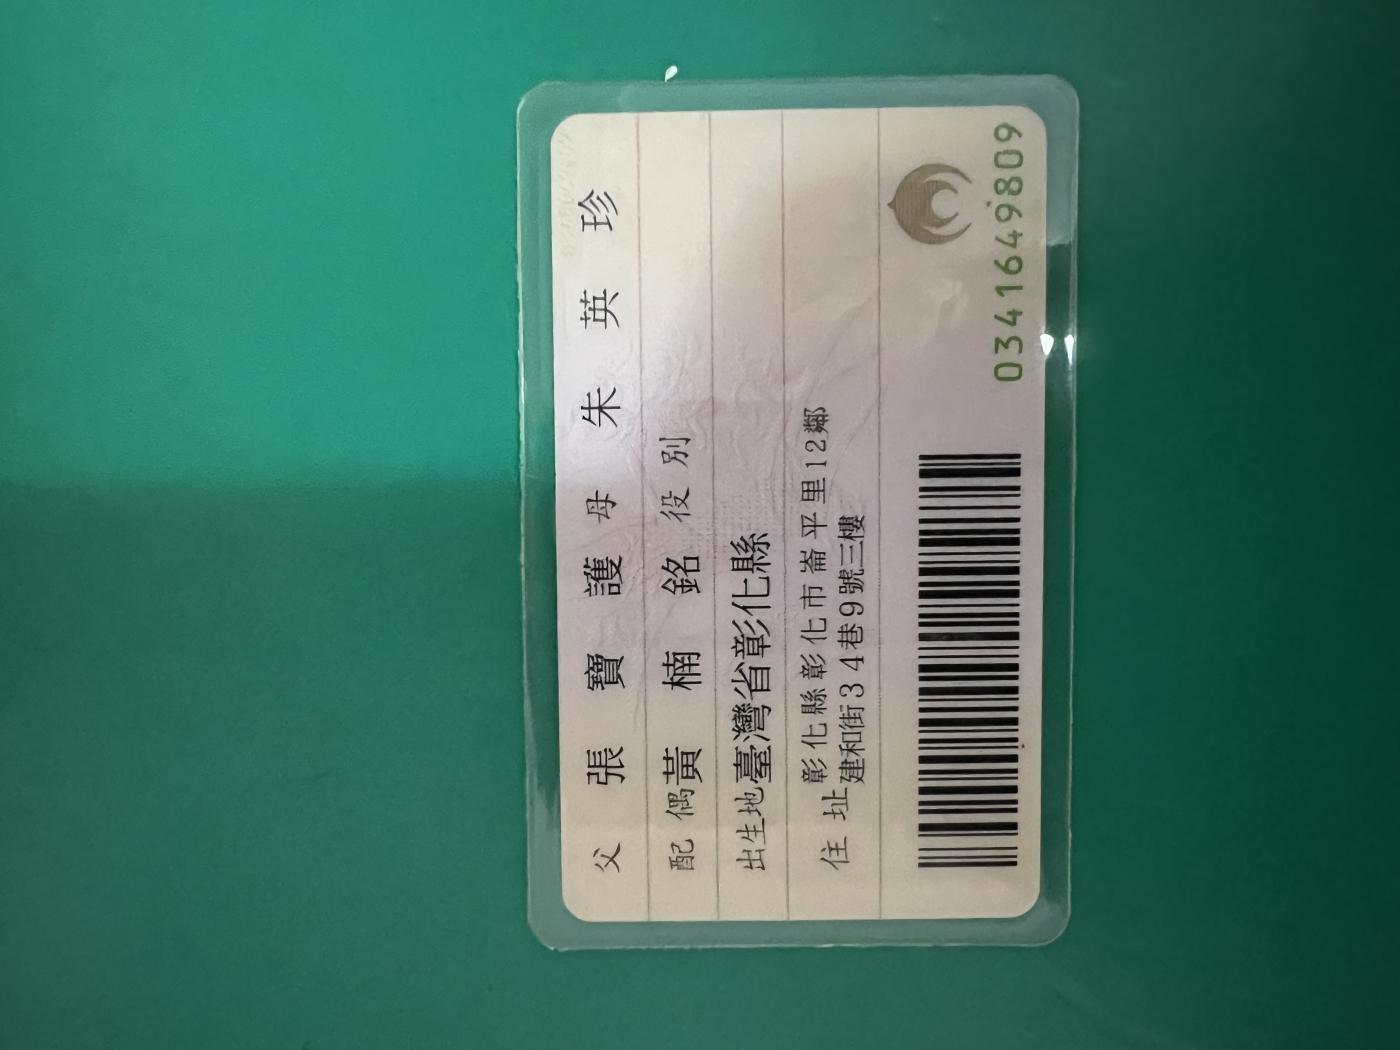 父 張 寶 護 母 朱 英 珍
配 偶 黃 楠 銘 役 別
出生地 臺灣省彰化縣
住 址 彰化縣彰化市崙平里12鄰
建和街34巷9號三樓
0341649809